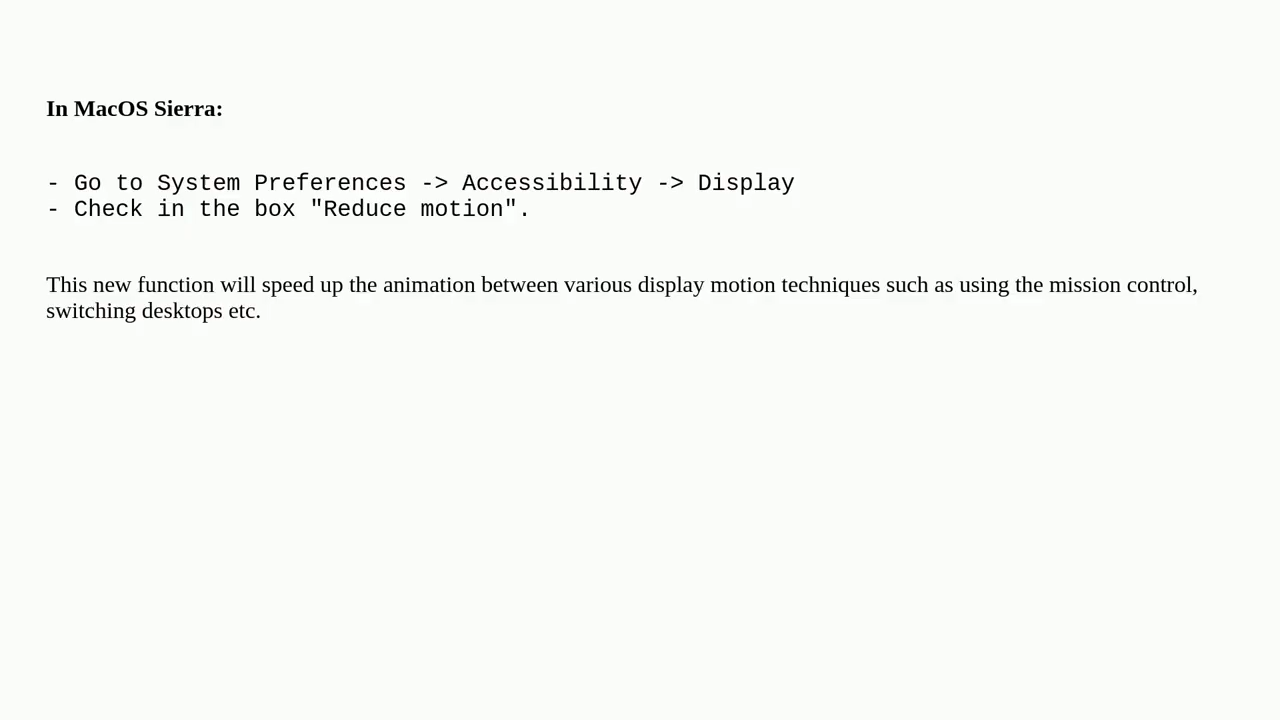 In MacOS Sierra:
- Go to System Preferences -> Accessibility -> Display
- Check in the box "Reduce motion".
This new function will speed up the animation between various display motion techniques such as using the mission control,
switching desktops etc.